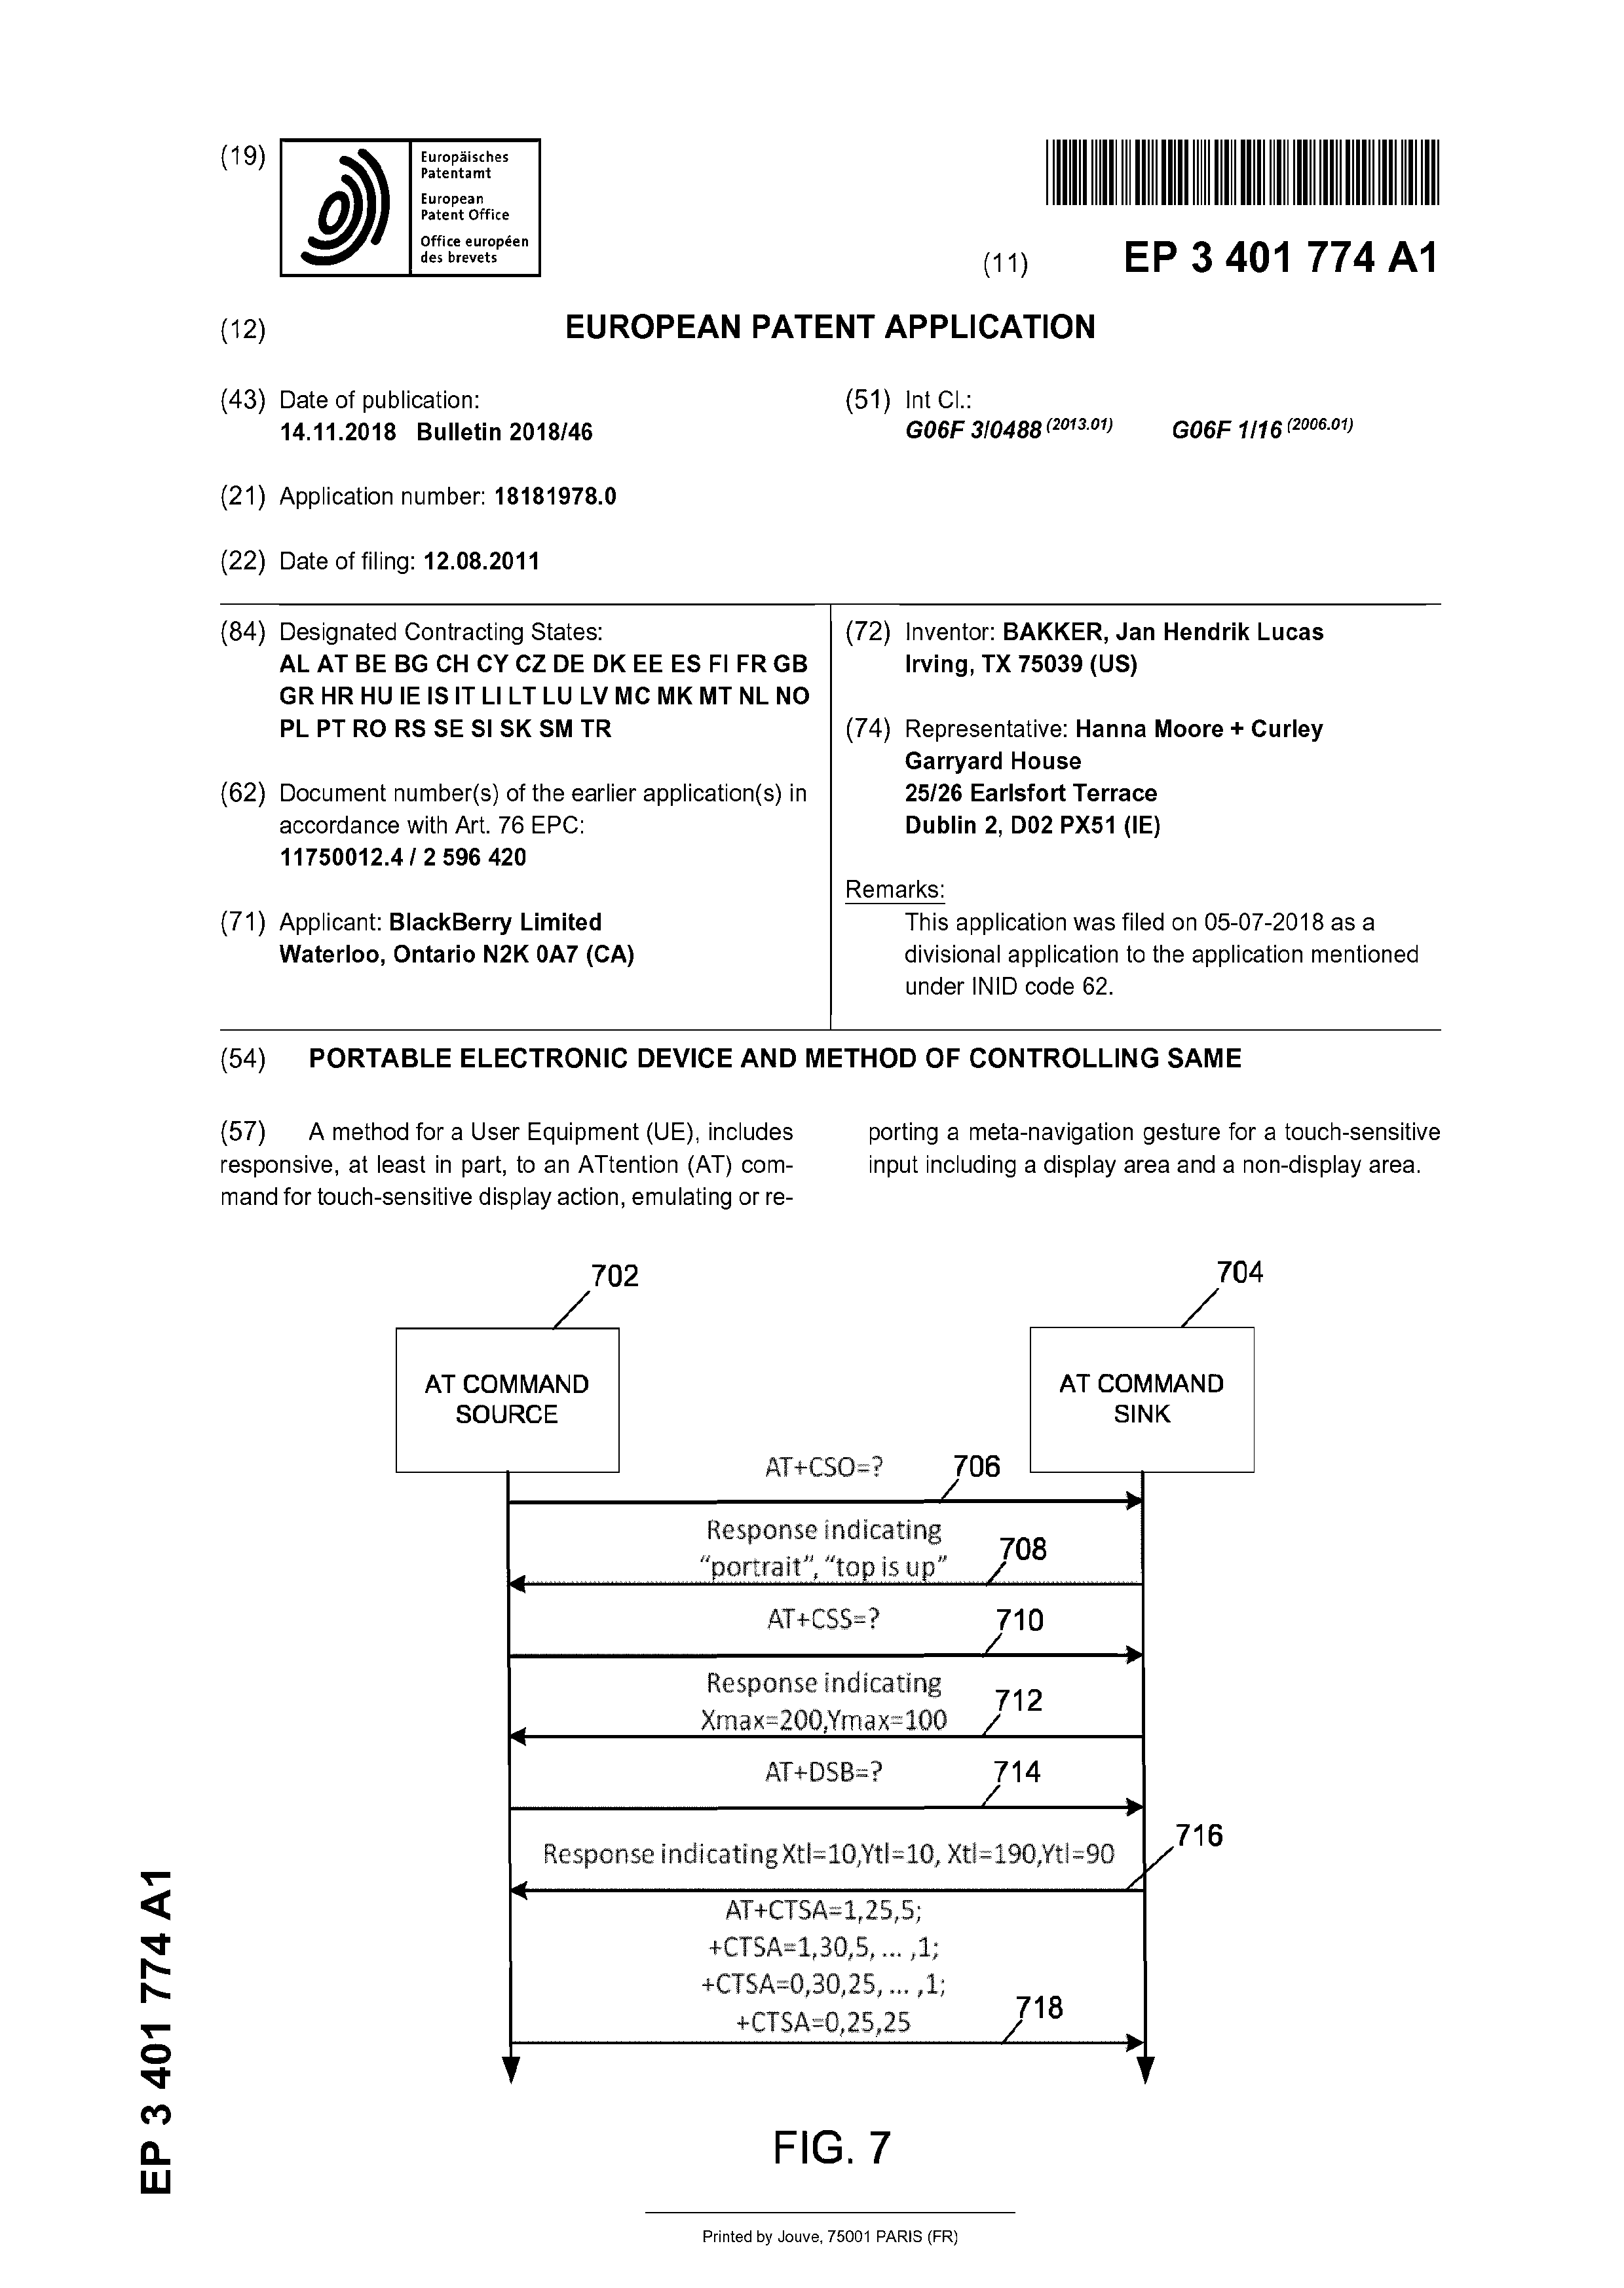 (19)
Europäisches
Patentamt
European
Patent Office
Office européen
des brevets
(11) EP 3 401 774 A1
(12) EUROPEAN PATENT APPLICATION
(43) Date of publication:
14.11.2018 Bulletin 2018/46
(51) Int Cl.:
G06F 3/0488 (2013.01) G06F 1/16 (2006.01)
(21) Application number: 18181978.0
(22) Date of filing: 12.08.2011
(84) Designated Contracting States:
AL AT BE BG CH CY CZ DE DK EE ES FI FR GB
GR HR HU IE IS IT LI LT LU LV MC MK MT NL NO
PL PT RO RS SE SI SK SM TR
(62) Document number(s) of the earlier application(s) in
accordance with Art. 76 EPC:
11750012.4 / 2 596 420
(71) Applicant: BlackBerry Limited
Waterloo, Ontario N2K 0A7 (CA)
(72) Inventor: BAKKER, Jan Hendrik Lucas
Irving, TX 75039 (US)
(74) Representative: Hanna Moore + Curley
Garryard House
25/26 Earlsfort Terrace
Dublin 2, D02 PX51 (IE)
Remarks:
This application was filed on 05-07-2018 as a
divisional application to the application mentioned
under INID code 62.
(54) PORTABLE ELECTRONIC DEVICE AND METHOD OF CONTROLLING SAME
(57) A method for a User Equipment (UE), includes
responsive, at least in part, to an ATtention (AT) com-
mand for touch-sensitive display action, emulating or re-
porting a meta-navigation gesture for a touch-sensitive
input including a display area and a non-display area.
702
704
AT COMMAND
SOURCE
AT COMMAND
SINK
AT+CSO=? 706
Response indicating
"portrait", "top is up" 708
AT+CSS=? 710
Response indicating
Xmax=200,Ymax=100 712
AT+DSB=? 714
Response indicating Xtl=10,Ytl=10, Xtl=190,Ytl=90 716
AT+CTSA=1,25,5;
+CTSA=1,30,5, ... ,1;
+CTSA=0,30,25, ... ,1;
+CTSA=0,25,25 718
FIG. 7
EP 3 401 774 A1
Printed by Jouve, 75001 PARIS (FR)